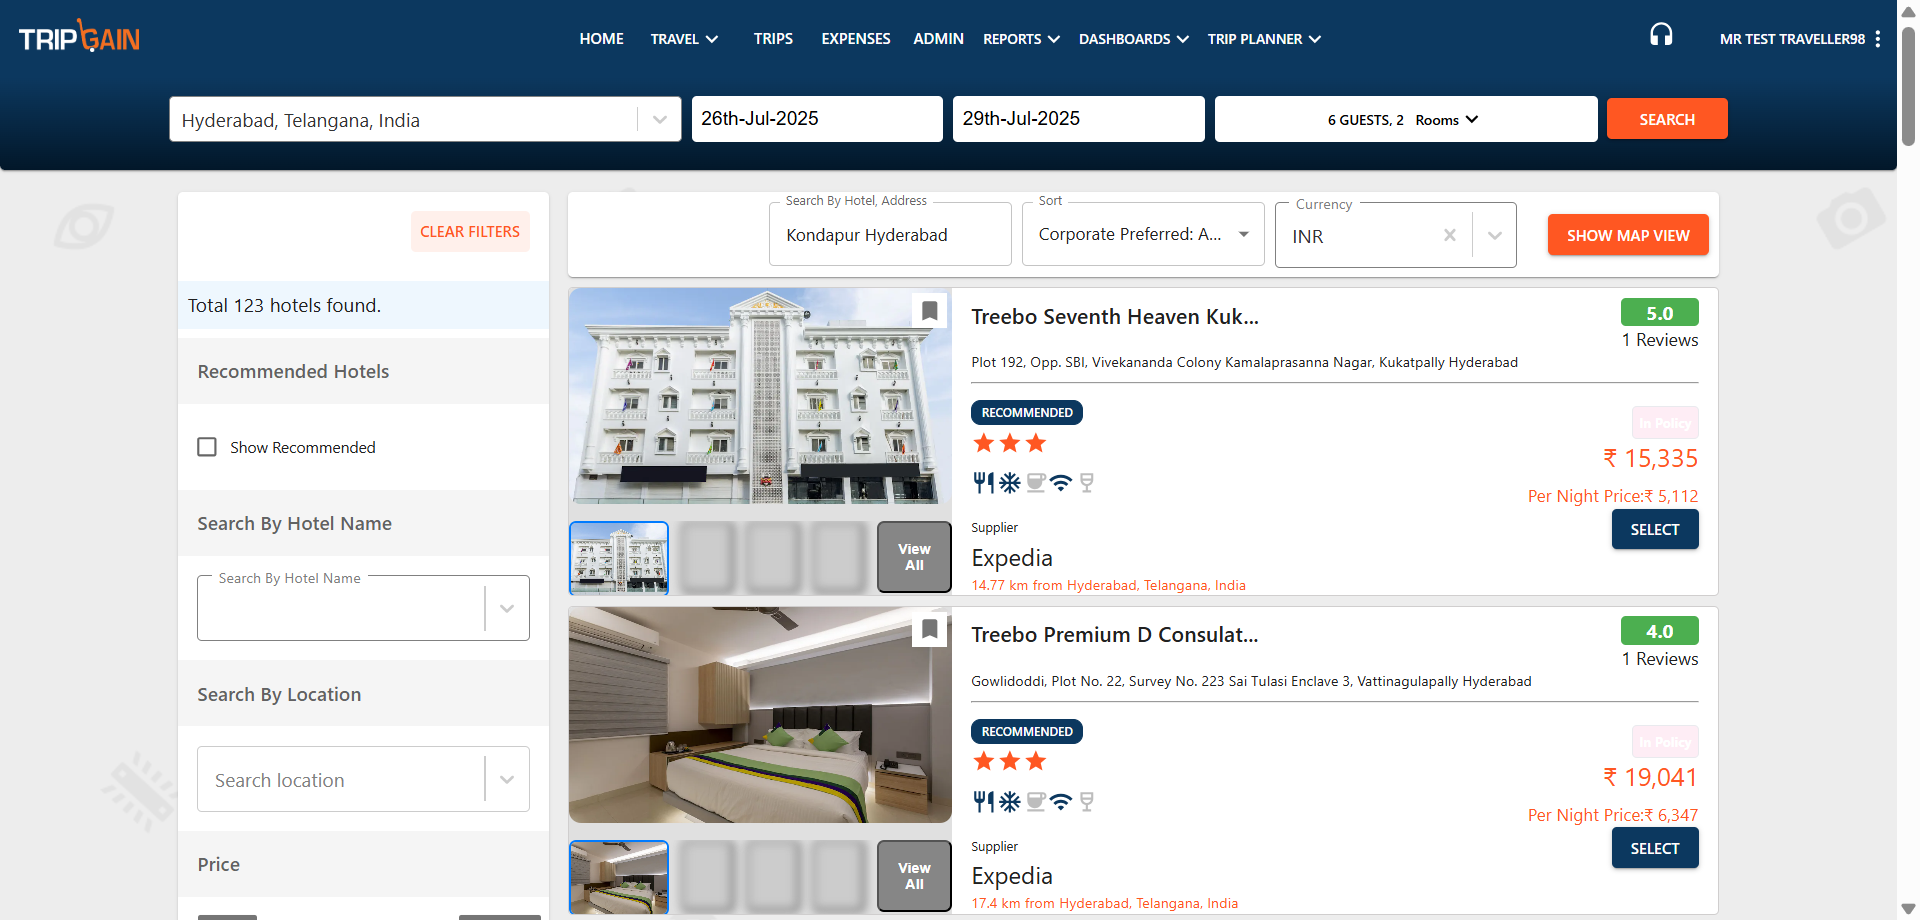 TRIPGAIN
HOME
TRAVEL
TRIPS
EXPENSES
ADMIN
REPORTS
DASHBOARDS
TRIP PLANNER
MR TEST TRAVELLER98
Hyderabad, Telangana, India
26th-Jul-2025
29th-Jul-2025
6 GUESTS, 2 Rooms
SEARCH
CLEAR FILTERS
Total 123 hotels found.
Recommended Hotels
Show Recommended
Search By Hotel Name
Search By Hotel Name
Search By Location
Search location
Price
Search By Hotel, Address
Kondapur Hyderabad
Sort
Corporate Preferred: A...
Currency
INR
SHOW MAP VIEW
Treebo Seventh Heaven Kuk...
5.0
1 Reviews
Plot 192, Opp. SBI, Vivekananda Colony Kamalaprasanna Nagar, Kukatpally Hyderabad
RECOMMENDED
In Policy
₹ 15,335
Per Night Price:₹ 5,112
SELECT
Supplier
Expedia
14.77 km from Hyderabad, Telangana, India
View
All
Treebo Premium D Consulat...
4.0
1 Reviews
Gowlidoddi, Plot No. 22, Survey No. 223 Sai Tulasi Enclave 3, Vattinagulapally Hyderabad
RECOMMENDED
In Policy
₹ 19,041
Per Night Price:₹ 6,347
SELECT
Supplier
Expedia
17.4 km from Hyderabad, Telangana, India
View
All